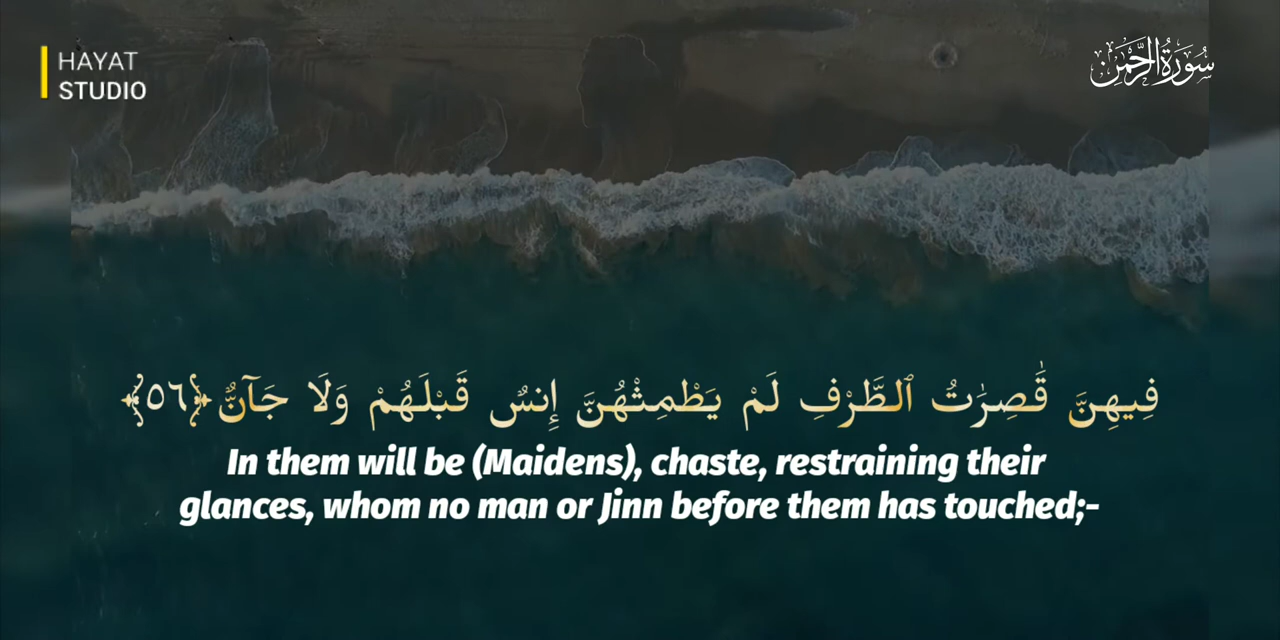 HAYAT
STUDIO
سُورَةُ الرَّحْمٰن
فِيهِنَّ قَٰصِرَٰتُ ٱلطَّرْفِ لَمْ يَطْمِثْهُنَّ إِنسٌ قَبْلَهُمْ وَلَا جَآنٌّ ﴿٥٦﴾
In them will be (Maidens), chaste, restraining their
glances, whom no man or Jinn before them has touched;-